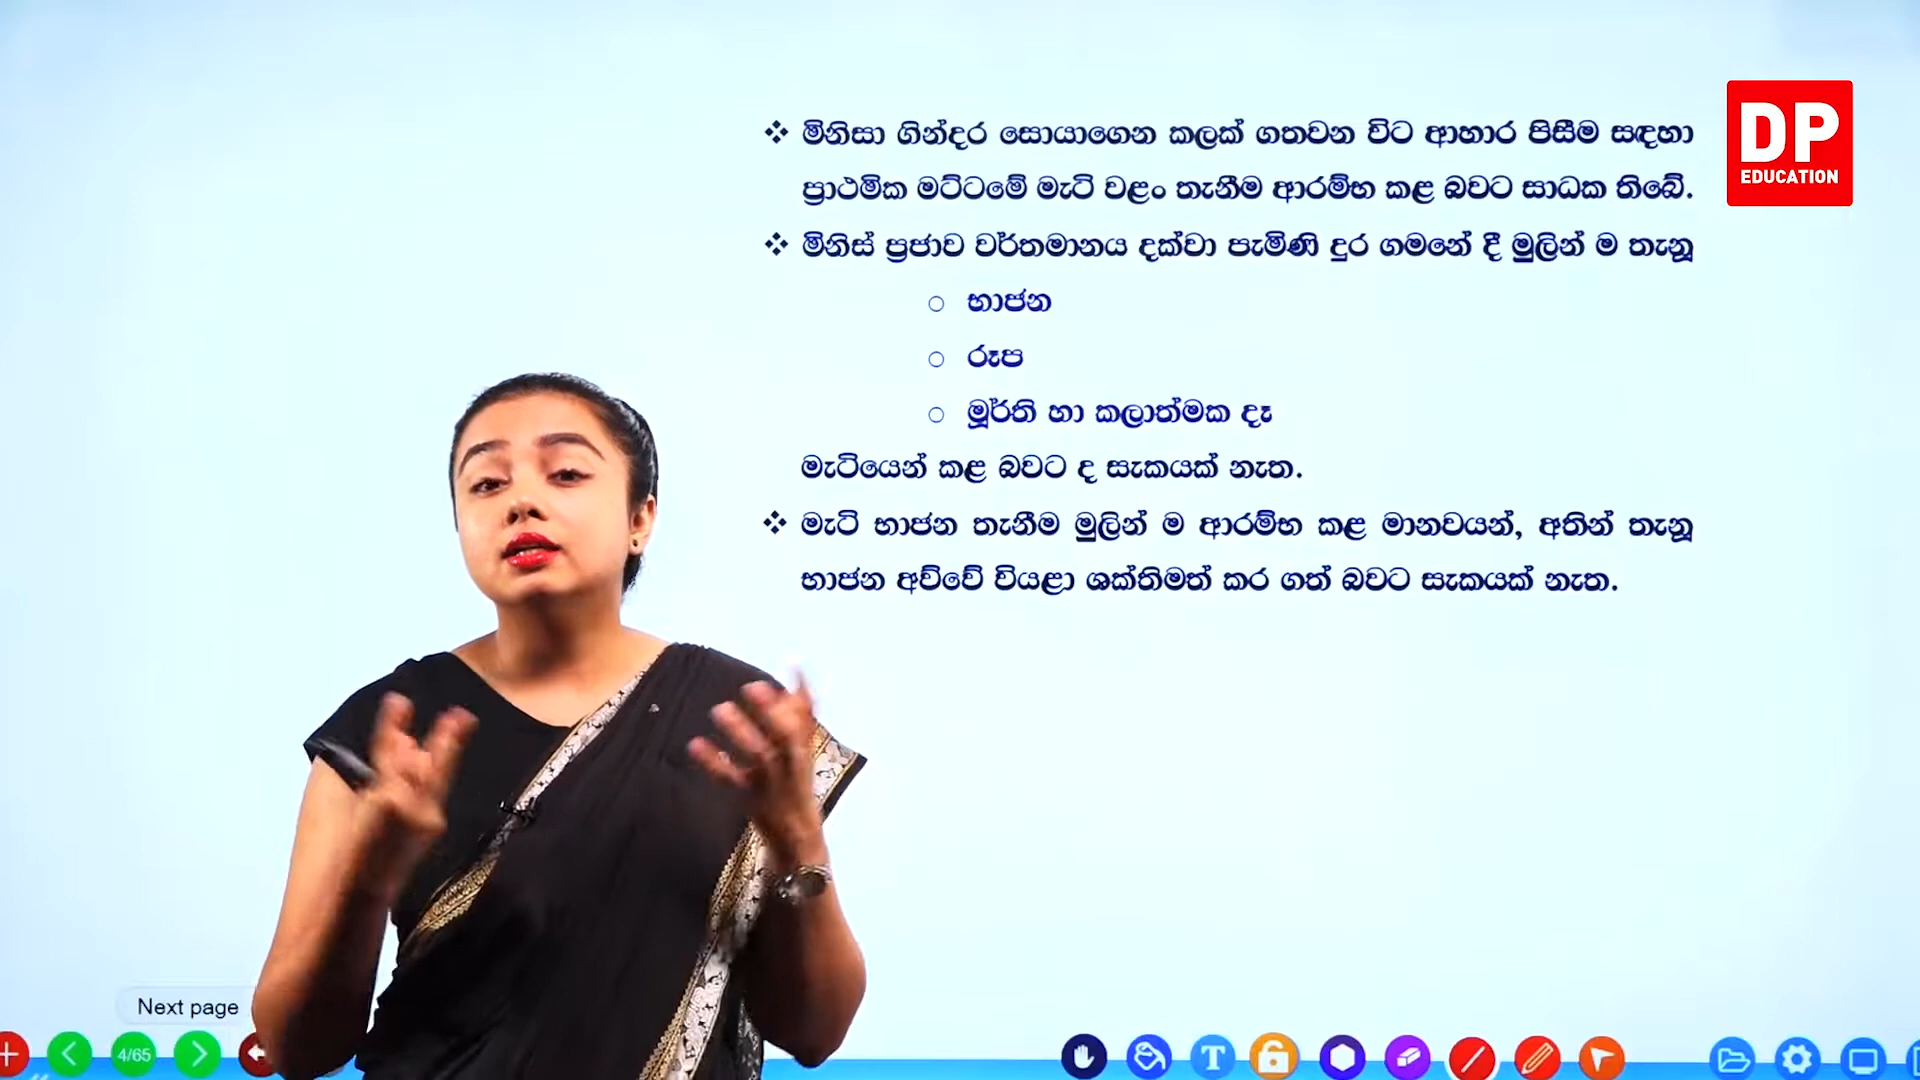 ❖ මිනිසා ගින්දර සොයාගෙන කලක් ගතවන විට ආහාර පිසීම සඳහා
ප්‍රාථමික මට්ටමේ මැටි වළං තැනීම ආරම්භ කළ බවට සාධක තිබේ.
❖ මිනිස් ප්‍රජාව වර්තමානය දක්වා පැමිණි දුර ගමනේ දී මුලින් ම තැනූ
○ භාජන
○ රූප
○ මූර්ති හා කලාත්මක දෑ
මැටියෙන් කළ බවට ද සැකයක් නැත.
❖ මැටි භාජන තැනීම මුලින් ම ආරම්භ කළ මානවයන්, අතින් තැනූ
භාජන අව්වේ වියළා ශක්තිමත් කර ගත් බවට සැකයක් නැත.
DP
EDUCATION
Next page
4/65
T